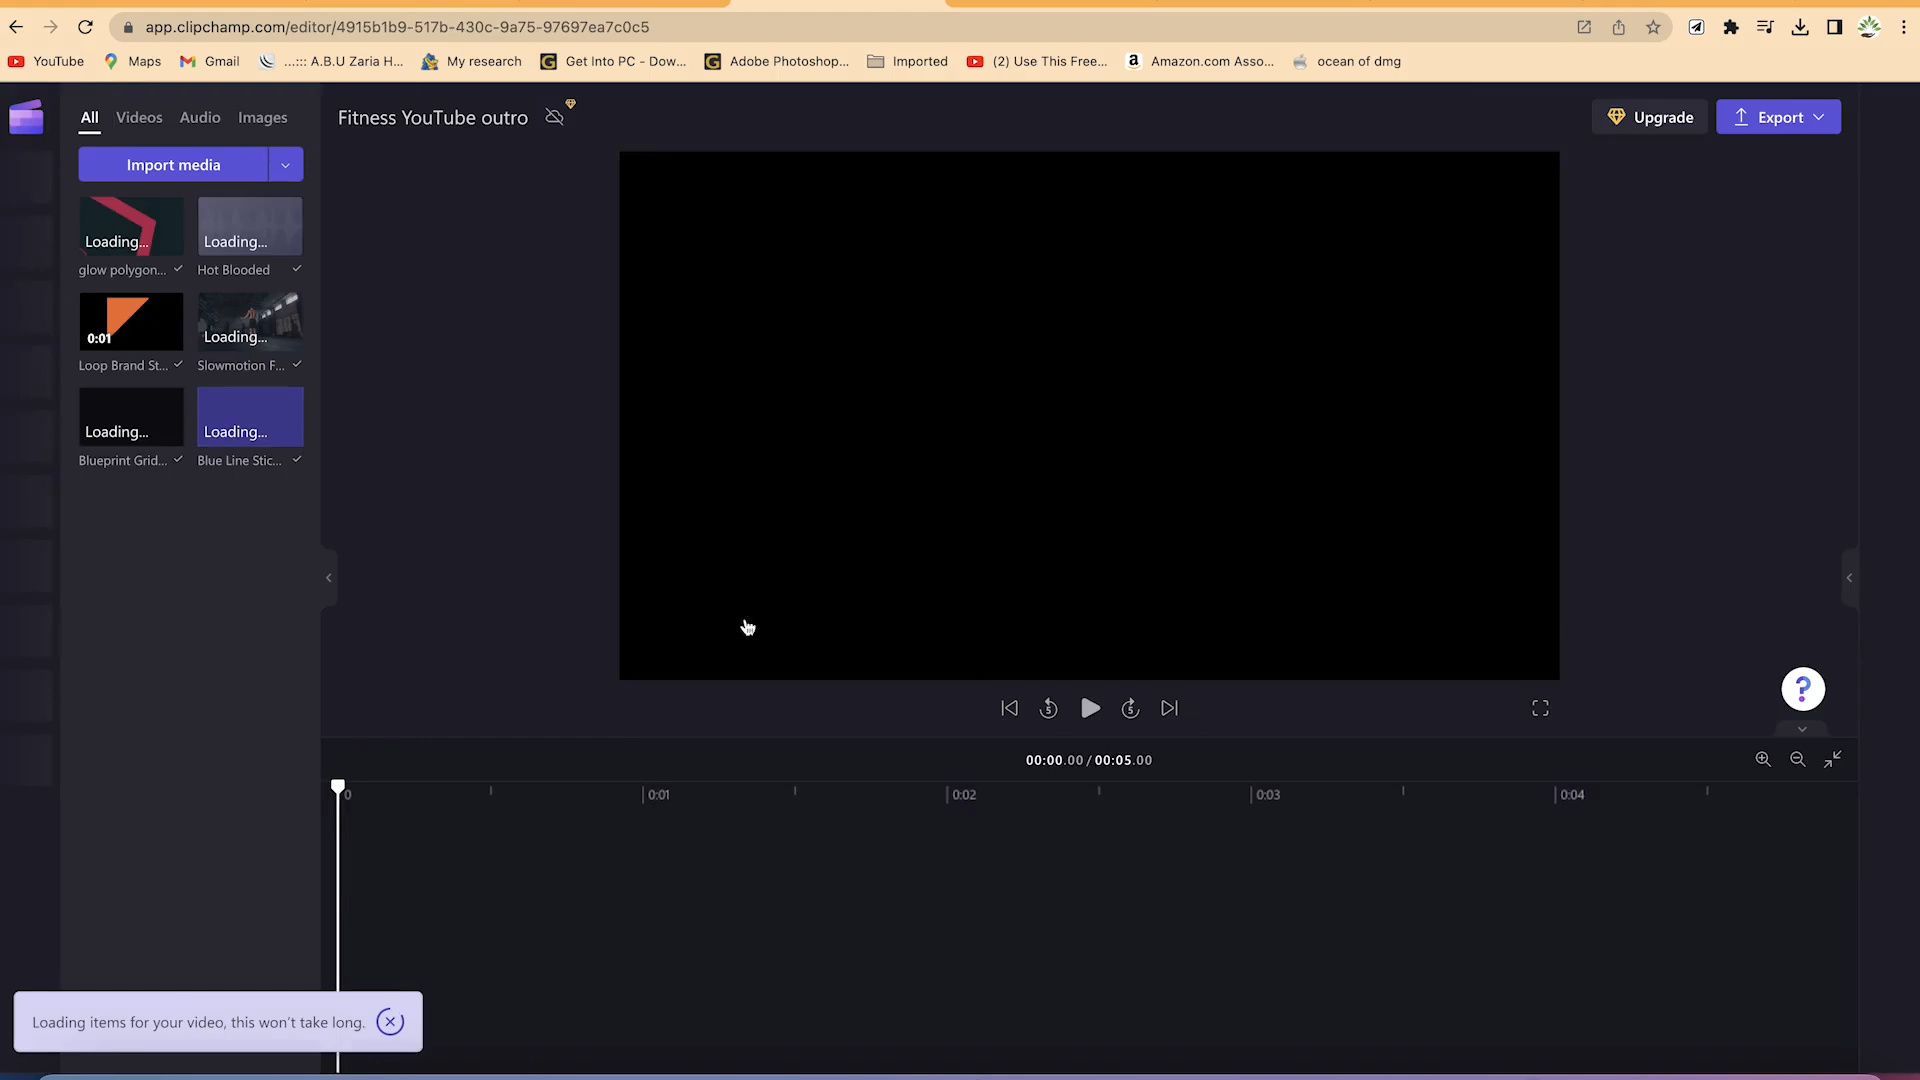 app.clipchamp.com/editor/4915b1b9-517b-430c-9a75-97697ea7c0c5
YouTube Maps Gmail ...::: A.B.U Zaria H... My research Get Into PC - Dow... Adobe Photoshop... Imported (2) Use This Free... a Amazon.com Asso... ocean of dmg
All Videos Audio Images
Fitness YouTube outro
Upgrade
Export
Import media
Loading... Loading...
glow polygon... Hot Blooded
0:01 Loading...
Loop Brand St... Slowmotion F...
Loading... Loading...
Blueprint Grid... Blue Line Stic...
5 5
?
00:00.00 / 00:05.00
0 0:01 0:02 0:03 0:04
Loading items for your video, this won't take long.